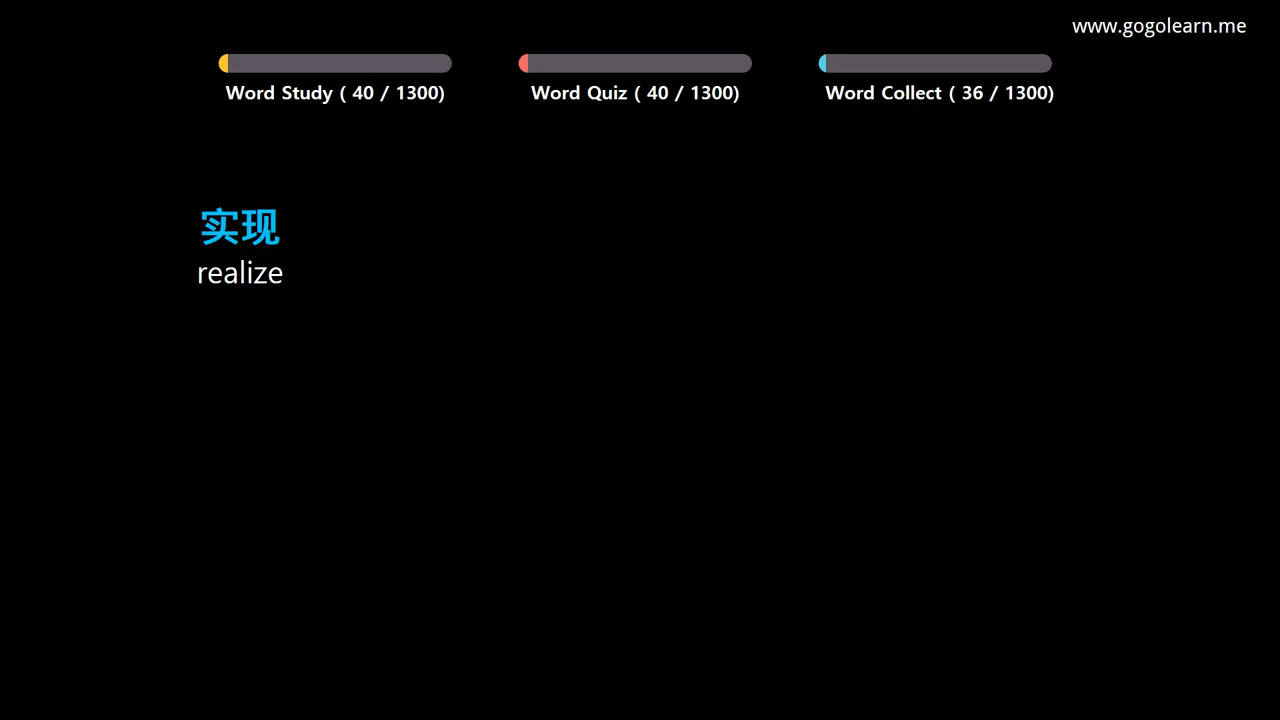 www.gogolearn.me
Word Study ( 40 / 1300)
Word Quiz ( 40 / 1300)
Word Collect ( 36 / 1300)
实现
realize